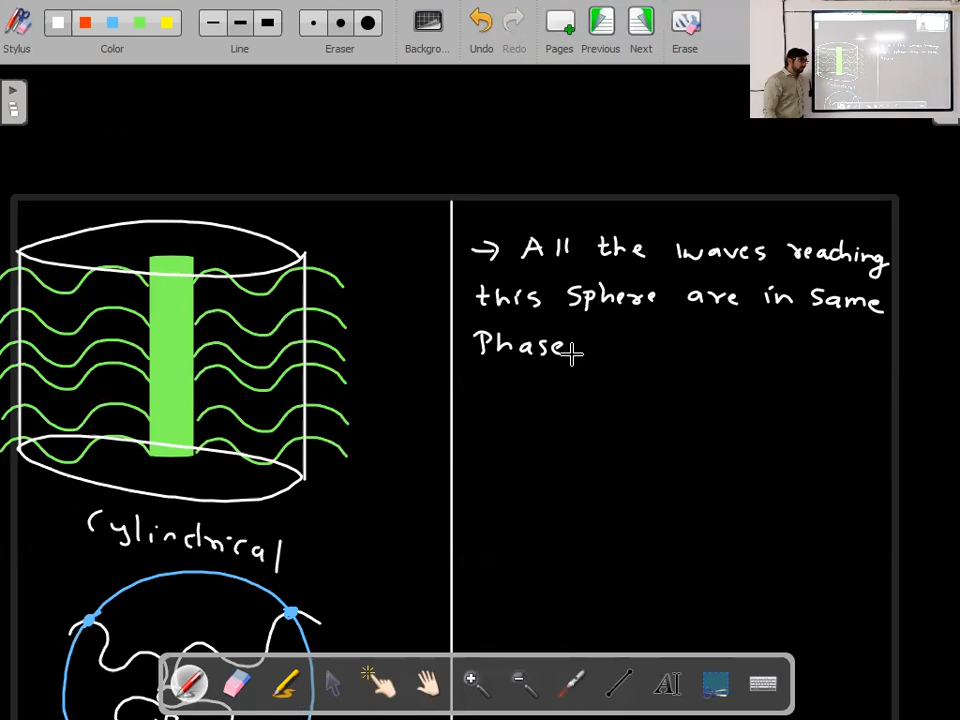 Stylus
Color
Line
Eraser
Backgro...
Undo
Redo
Pages
Previous
Next
Erase
→ All the waves reaching
this Sphere are in same
Phase
Cylindrical
AI